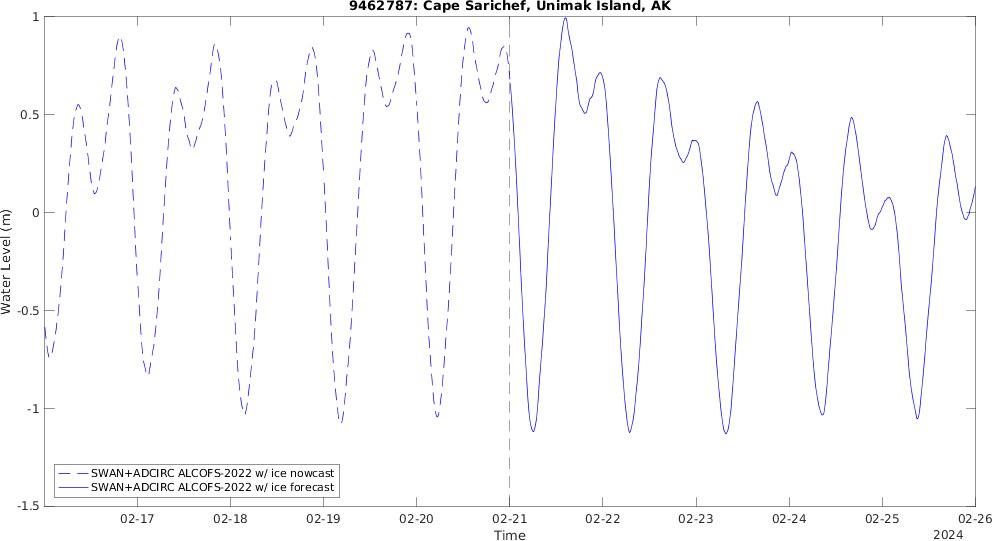 9462787: Cape Sarichef, Unimak Island, AK
1
0.5
0
-0.5
-1
-1.5
Water Level (m)
SWAN+ADCIRC ALCOFS-2022 w/ ice nowcast
SWAN+ADCIRC ALCOFS-2022 w/ ice forecast
02-17 02-18 02-19 02-20 02-21 02-22 02-23 02-24 02-25 02-26
Time
2024